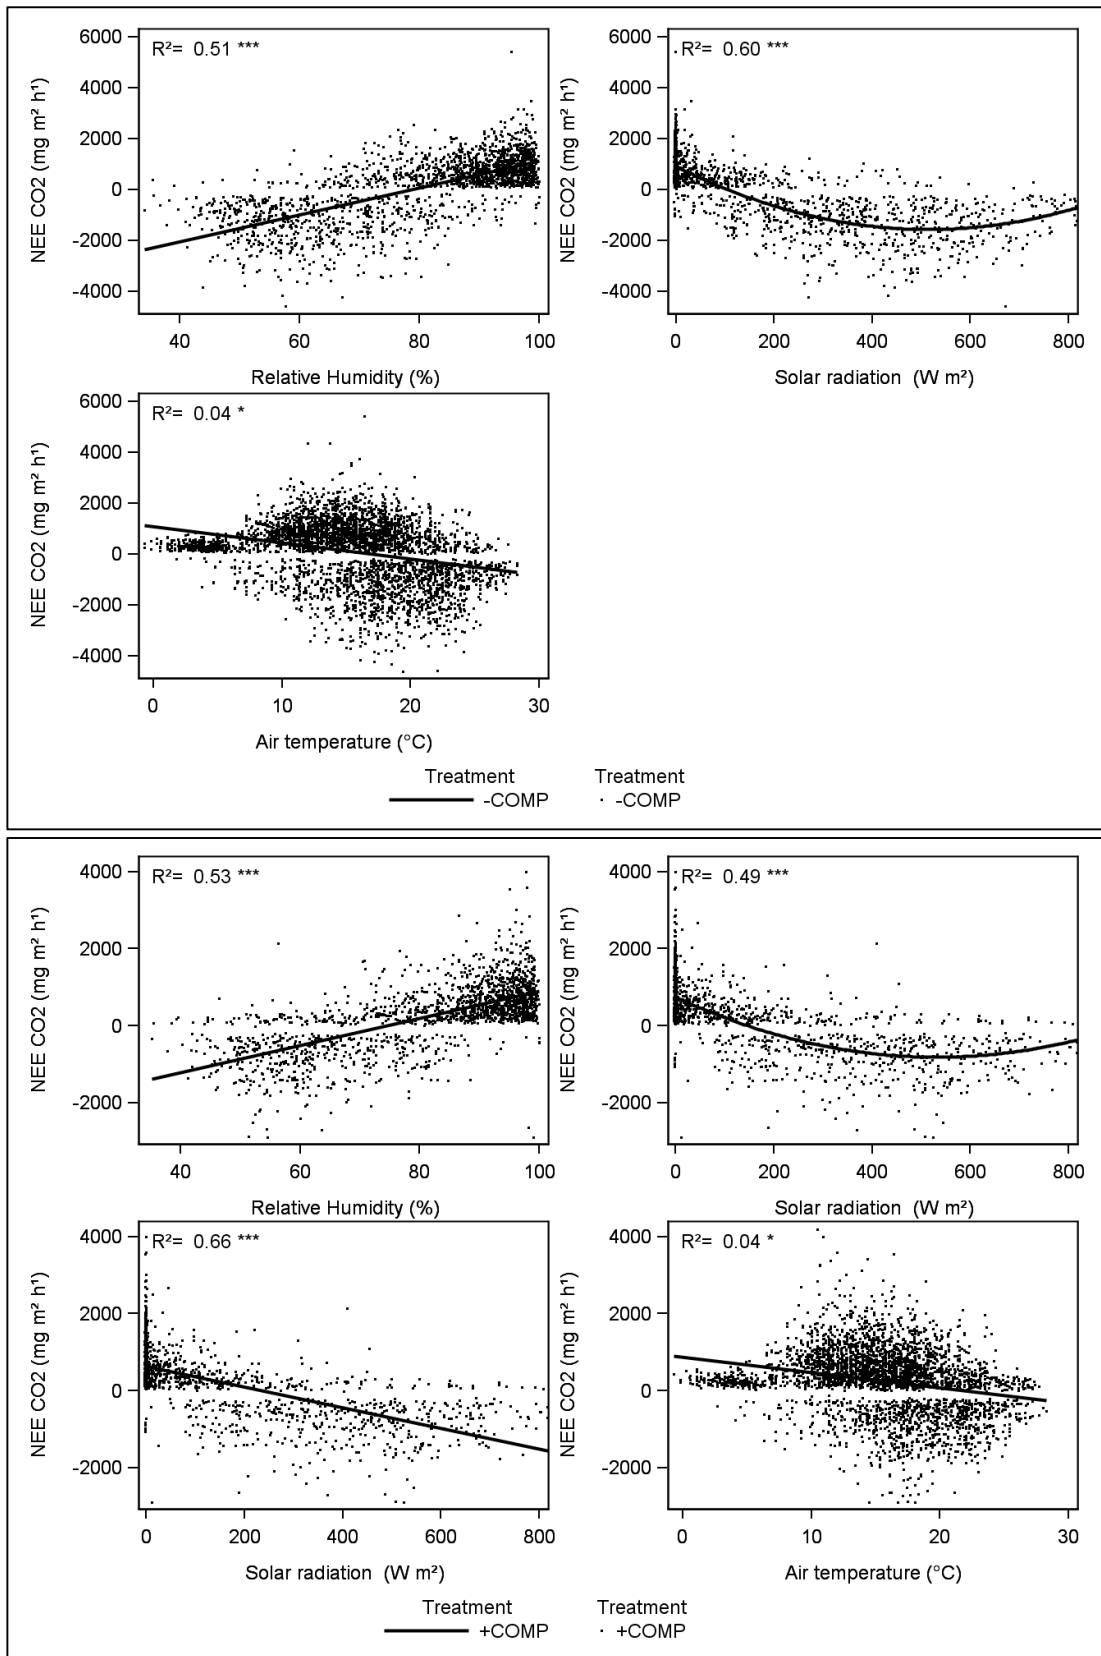 R²= 0.51 ***
6000
4000
2000
0
-2000
-4000
NEE CO2 (mg m² h¹)
40 60 80 100
Relative Humidity (%)
R²= 0.60 ***
6000
4000
2000
0
-2000
-4000
NEE CO2 (mg m² h¹)
0 200 400 600 800
Solar radiation (W m²)
R²= 0.04 *
6000
4000
2000
0
-2000
-4000
NEE CO2 (mg m² h¹)
0 10 20 30
Air temperature (°C)
Treatment Treatment
-COMP -COMP
R²= 0.53 ***
4000
2000
0
-2000
NEE CO2 (mg m² h¹)
40 60 80 100
Relative Humidity (%)
R²= 0.49 ***
4000
2000
0
-2000
NEE CO2 (mg m² h¹)
0 200 400 600 800
Solar radiation (W m²)
R²= 0.66 ***
4000
2000
0
-2000
NEE CO2 (mg m² h¹)
0 200 400 600 800
Solar radiation (W m²)
R²= 0.04 *
4000
2000
0
-2000
NEE CO2 (mg m² h¹)
0 10 20 30
Air temperature (°C)
Treatment Treatment
+COMP +COMP